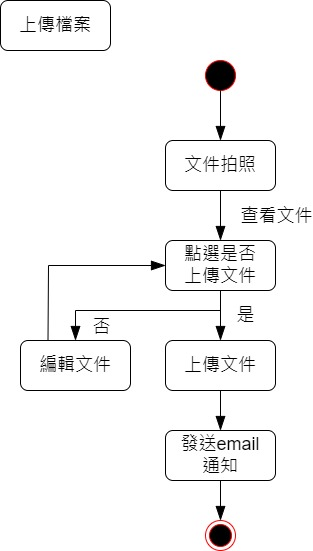 上傳檔案
文件拍照
查看文件
點選是否
上傳文件
是
否
編輯文件
上傳文件
發送email
通知